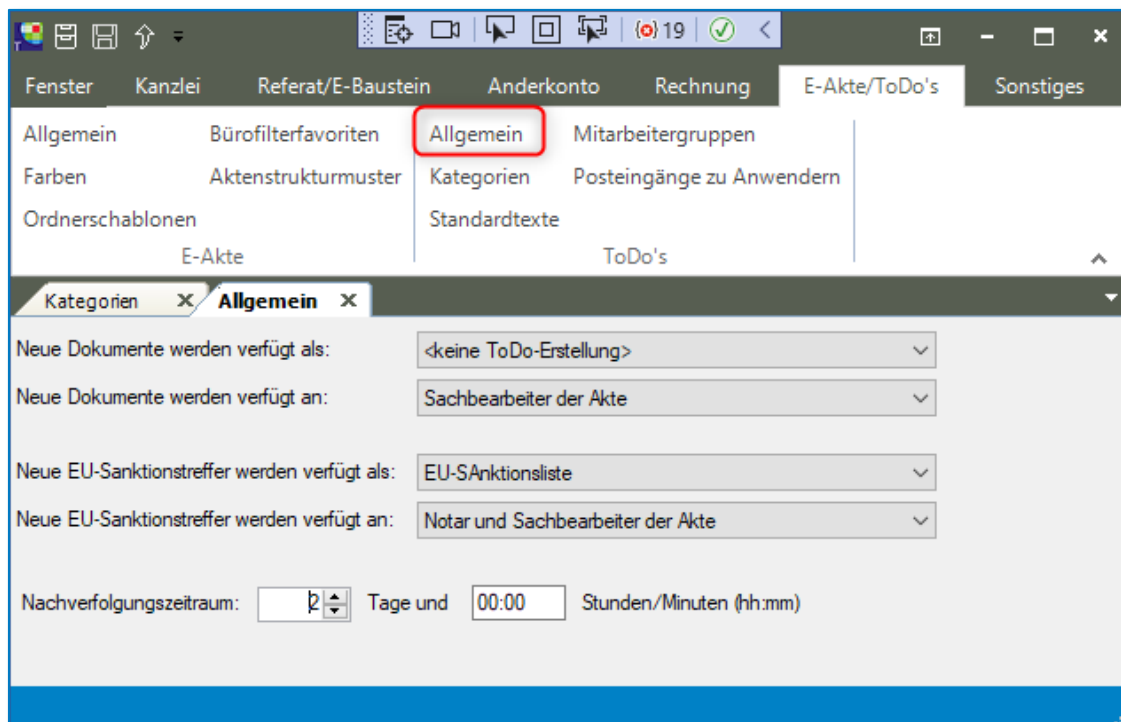 19
Fenster Kanzlei Referat/E-Baustein Anderkonto Rechnung E-Akte/ToDo's Sonstiges
Allgemein Bürofilterfavoriten Allgemein Mitarbeitergruppen
Farben Aktenstrukturmuster Kategorien Posteingänge zu Anwendern
Ordnerschablonen Standardtexte
E-Akte ToDo's
Kategorien X Allgemein X
Neue Dokumente werden verfügt als: <keine ToDo-Erstellung>
Neue Dokumente werden verfügt an: Sachbearbeiter der Akte
Neue EU-Sanktionstreffer werden verfügt als: EU-SAnktionsliste
Neue EU-Sanktionstreffer werden verfügt an: Notar und Sachbearbeiter der Akte
Nachverfolgungszeitraum: 2 Tage und 00:00 Stunden/Minuten (hh:mm)